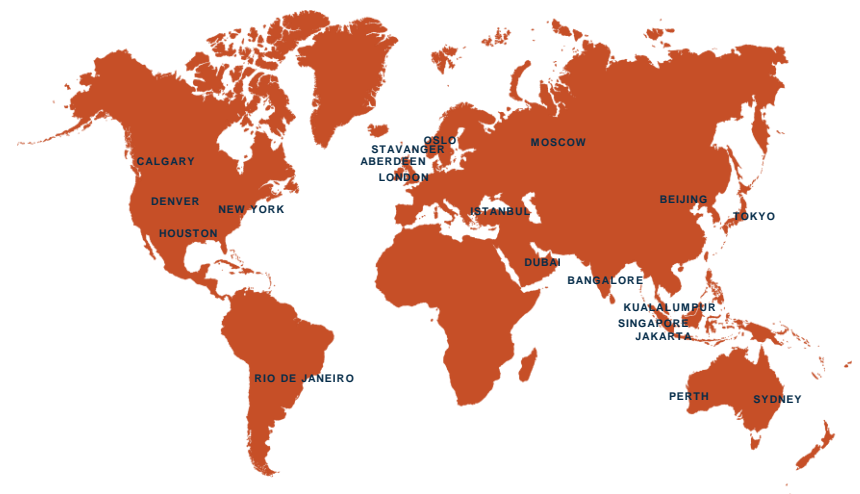 OSLO
MOSCOW
STAVANGER
CALGARY
ABERDEEN
LONDON
DENVER
NEW YORK
ISTANBUL
BEIJING
TOKYO
HOUSTON
DUBAI
BANGALORE
KUALALUMPUR
SINGAPORE
JAKARTA
RIO DE JANEIRO
PERTH
SYDNEY